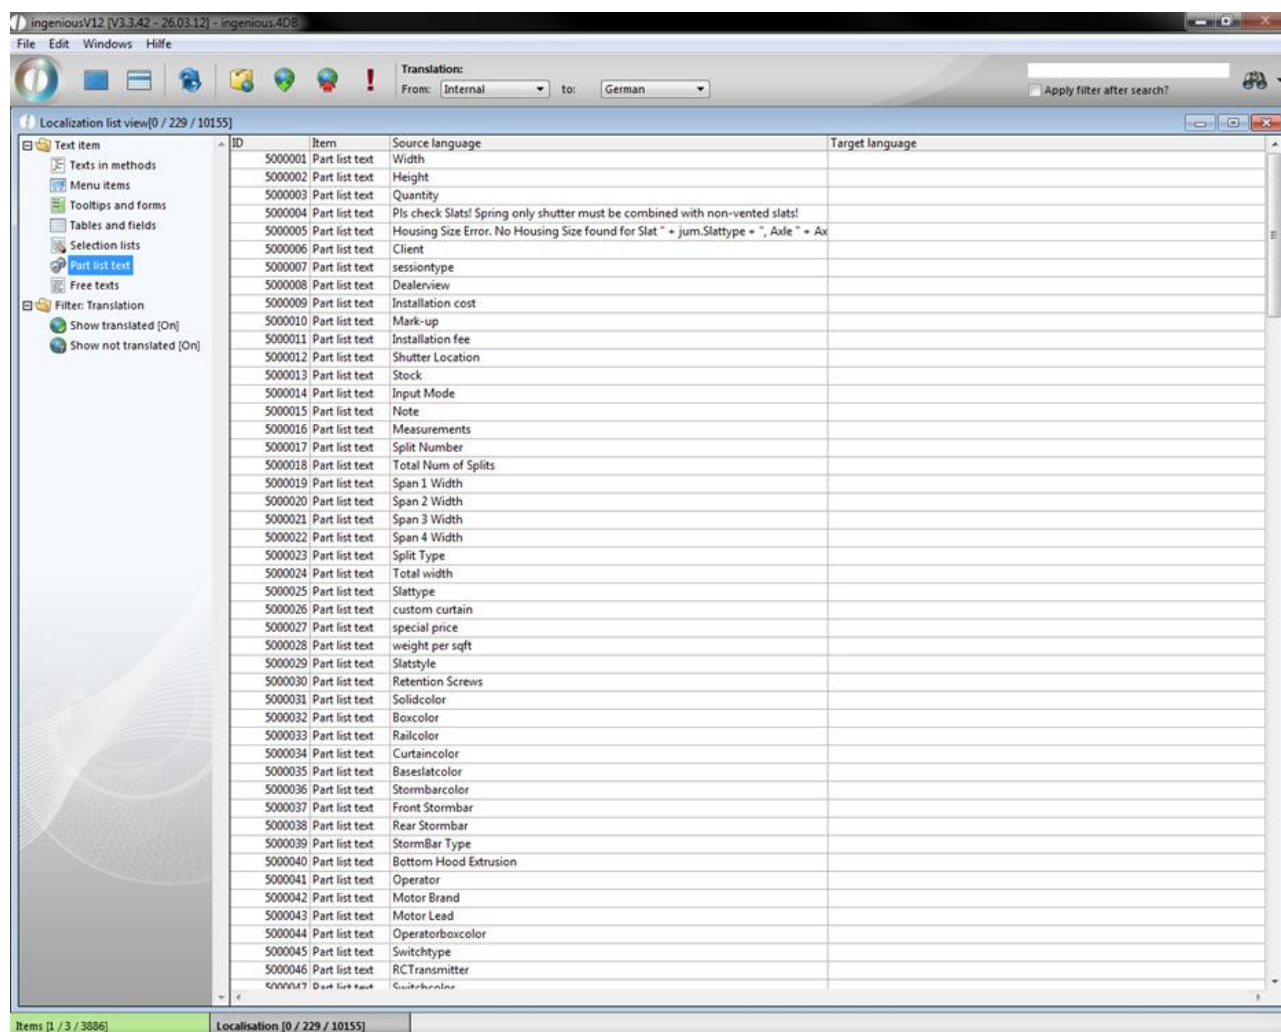 ingeniousV12 [V3.3.42 - 26.03.12] - ingenious.4DB
File Edit Windows Hilfe
Translation:
From: Internal to: German
Apply filter after search?
Localization list view[0 / 229 / 10155]
Text item
Texts in methods
Menu items
Tooltips and forms
Tables and fields
Selection lists
Part list text
Free texts
Filter: Translation
Show translated [On]
Show not translated [On]
ID Item Source language Target language
5000001 Part list text Width
5000002 Part list text Height
5000003 Part list text Quantity
5000004 Part list text Pls check Slats! Spring only shutter must be combined with non-vented slats!
5000005 Part list text Housing Size Error. No Housing Size found for Slat " + jum.Slattype + ", Axle " + Ax
5000006 Part list text Client
5000007 Part list text sessiontype
5000008 Part list text Dealerview
5000009 Part list text Installation cost
5000010 Part list text Mark-up
5000011 Part list text Installation fee
5000012 Part list text Shutter Location
5000013 Part list text Stock
5000014 Part list text Input Mode
5000015 Part list text Note
5000016 Part list text Measurements
5000017 Part list text Split Number
5000018 Part list text Total Num of Splits
5000019 Part list text Span 1 Width
5000020 Part list text Span 2 Width
5000021 Part list text Span 3 Width
5000022 Part list text Span 4 Width
5000023 Part list text Split Type
5000024 Part list text Total width
5000025 Part list text Slattype
5000026 Part list text custom curtain
5000027 Part list text special price
5000028 Part list text weight per sqft
5000029 Part list text Slatstyle
5000030 Part list text Retention Screws
5000031 Part list text Solidcolor
5000032 Part list text Boxcolor
5000033 Part list text Railcolor
5000034 Part list text Curtaincolor
5000035 Part list text Baseslatcolor
5000036 Part list text Stormbarcolor
5000037 Part list text Front Stormbar
5000038 Part list text Rear Stormbar
5000039 Part list text StormBar Type
5000040 Part list text Bottom Hood Extrusion
5000041 Part list text Operator
5000042 Part list text Motor Brand
5000043 Part list text Motor Lead
5000044 Part list text Operatorboxcolor
5000045 Part list text Switchtype
5000046 Part list text RCTransmitter
5000047 Part list text Switchcolor
Items [1 / 3 / 3886] Localisation [0 / 229 / 10155]